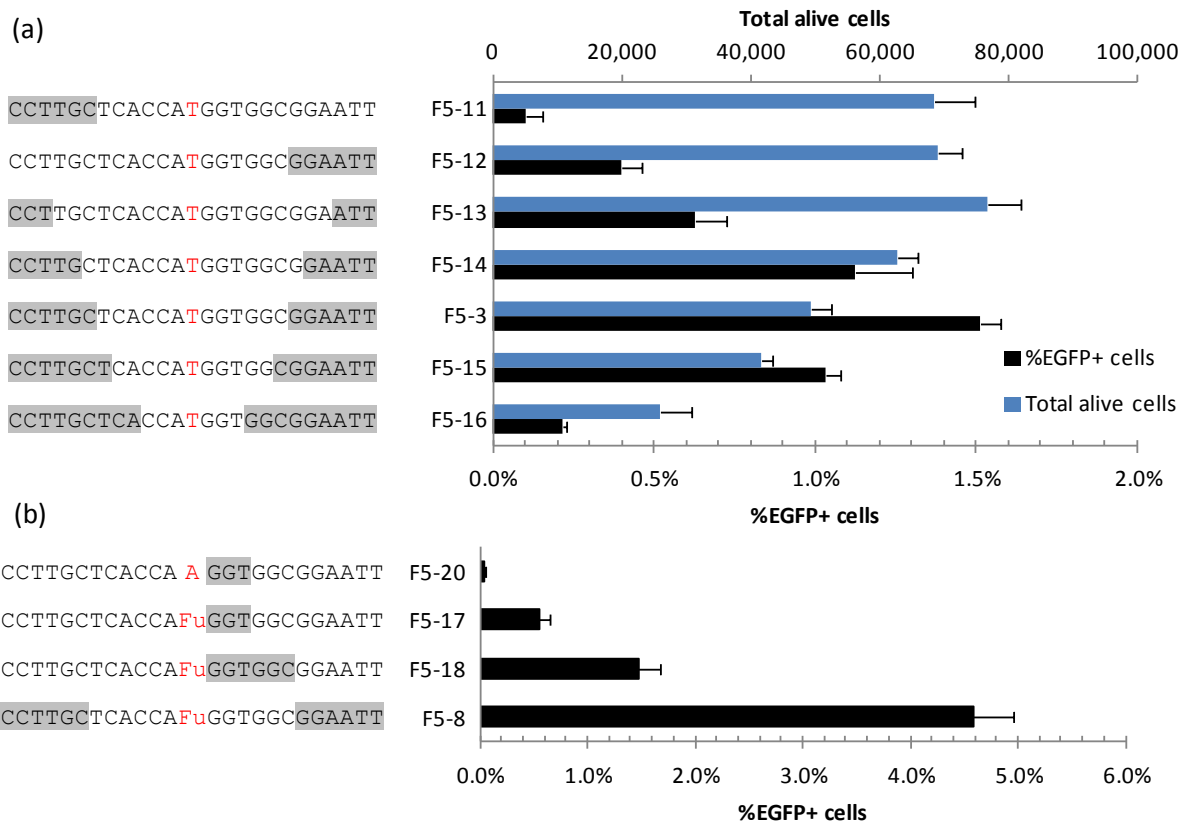 (a)
Total alive cells
0 20,000 40,000 60,000 80,000 100,000
CCTTGCTCACCATGGTGGCGGAATT F5-11
CCTTGCTCACCATGGTGGCGGAATT F5-12
CCTTGCTCACCATGGTGGCGGAATT F5-13
CCTTGCTCACCATGGTGGCGGAATT F5-14
CCTTGCTCACCATGGTGGCGGAATT F5-3
CCTTGCTCACCATGGTGGCGGAATT F5-15
CCTTGCTCACCATGGTGGCGGAATT F5-16
%EGFP+ cells
Total alive cells
0.0% 0.5% 1.0% 1.5% 2.0%
%EGFP+ cells
(b)
CCTTGCTCACCA A GGTGGCGGAATT F5-20
CCTTGCTCACCAFuGGTGGCGGAATT F5-17
CCTTGCTCACCAFuGGTGGCGGAATT F5-18
CCTTGCTCACCAFuGGTGGCGGAATT F5-8
0.0% 1.0% 2.0% 3.0% 4.0% 5.0% 6.0%
%EGFP+ cells